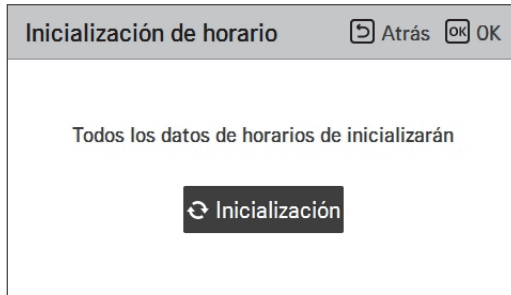 Inicialización de horario Atrás OK OK
Todos los datos de horarios de inicializarán
Inicialización